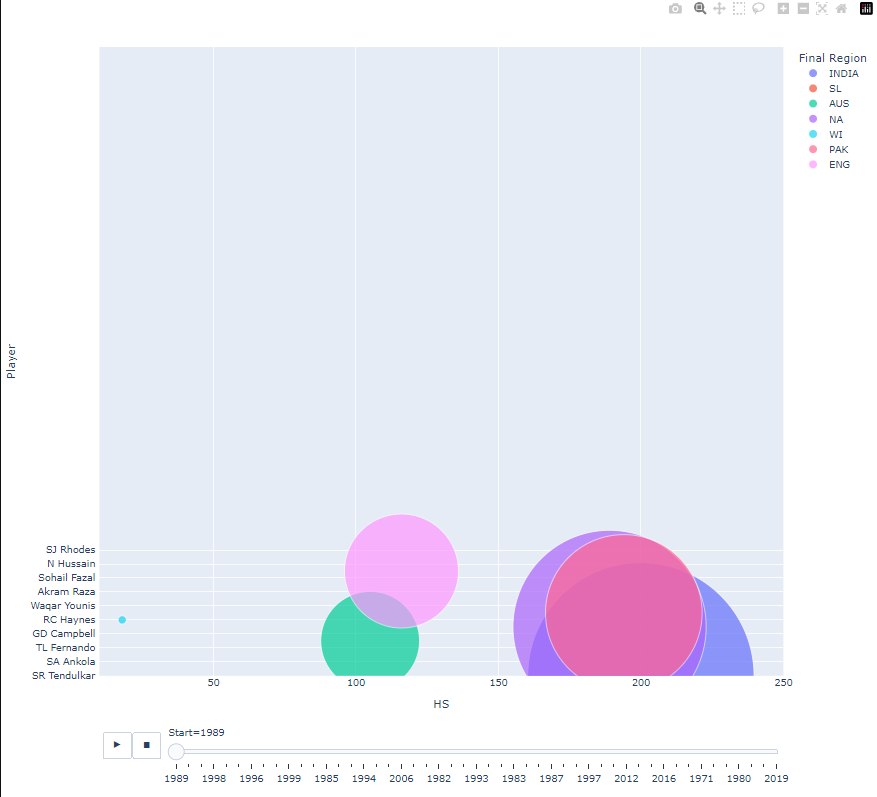 Final Region
INDIA
SL
AUS
NA
WI
PAK
ENG
Player
SJ Rhodes
N Hussain
Sohail Fazal
Akram Raza
Waqar Younis
RC Haynes
GD Campbell
TL Fernando
SA Ankola
SR Tendulkar
50 100 150 200 250
HS
Start=1989
1989 1998 1996 1999 1985 1994 2006 1982 1993 1983 1987 1997 2012 2016 1971 1980 2019